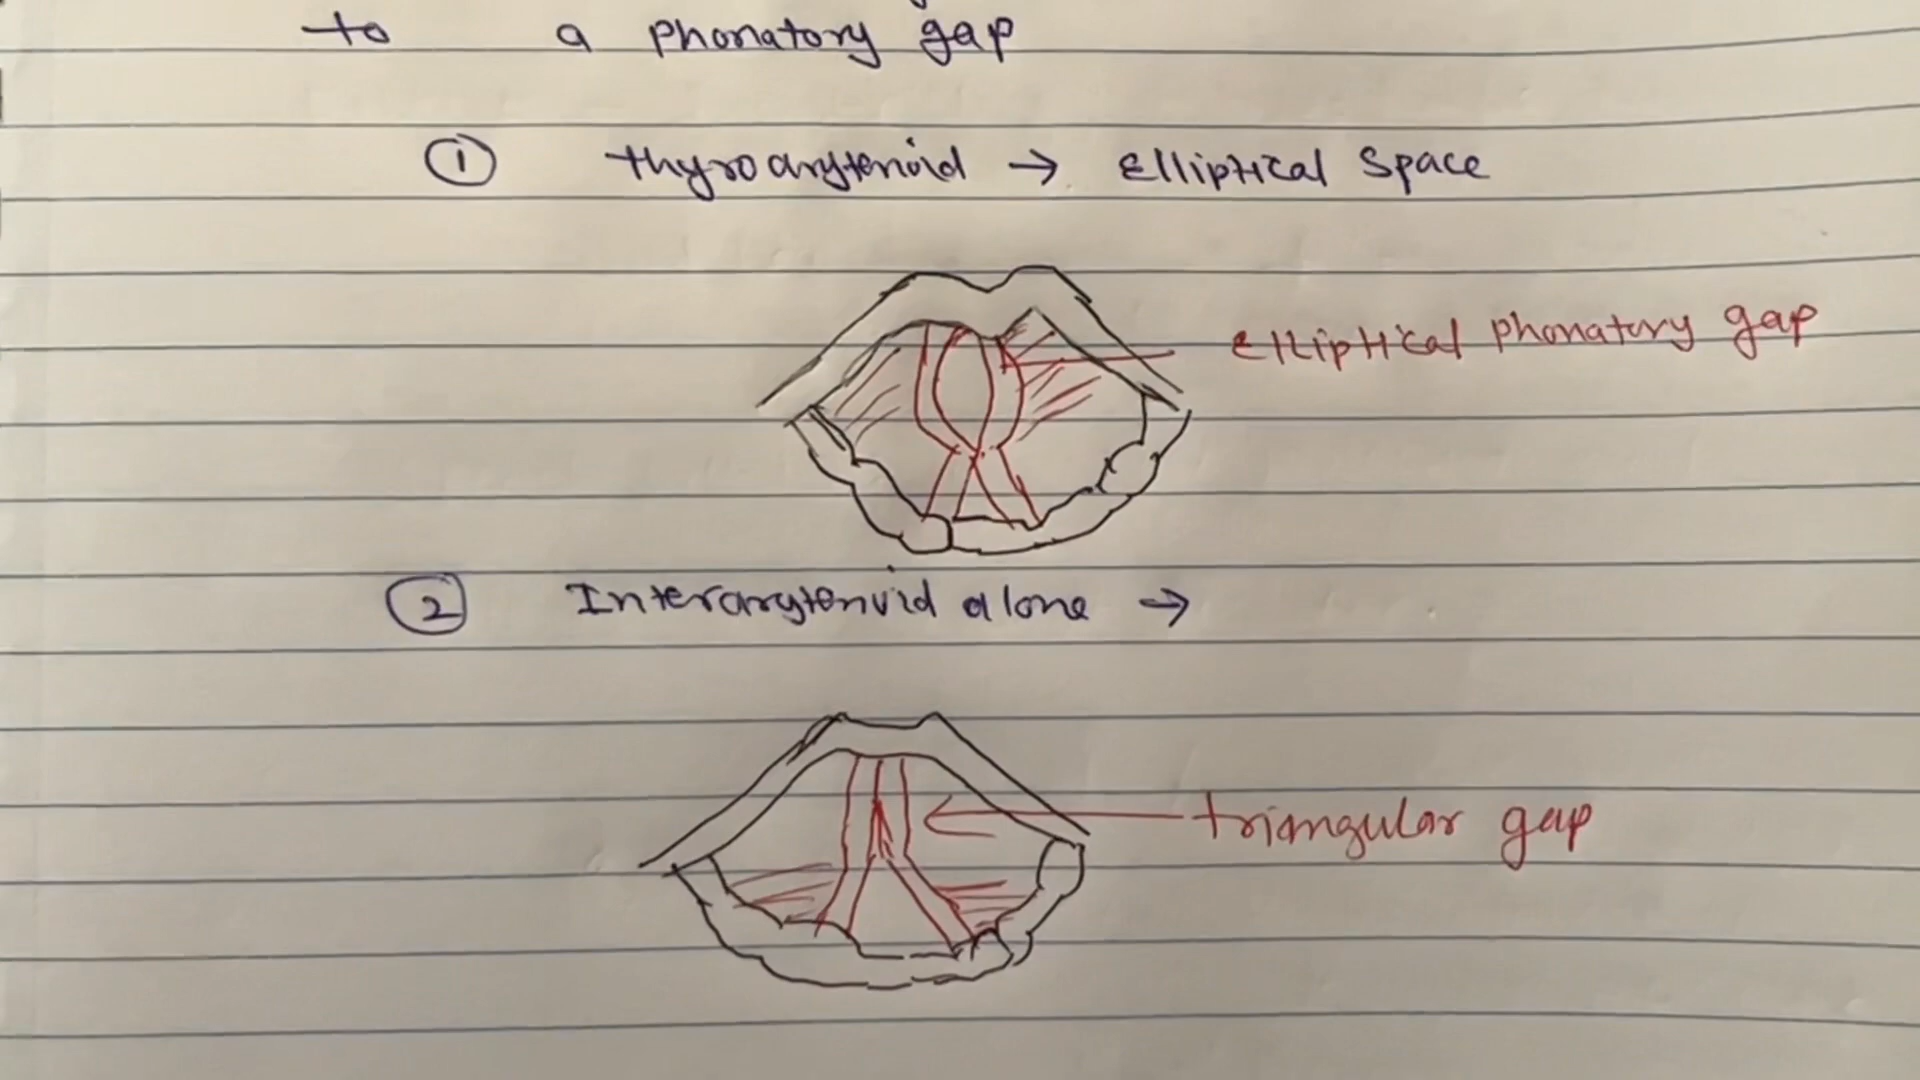 to a phonatory gap
① thyroarytenoid → Elliptical Space
elliptical phonatory gap
② Interarytenoid alone →
triangular gap